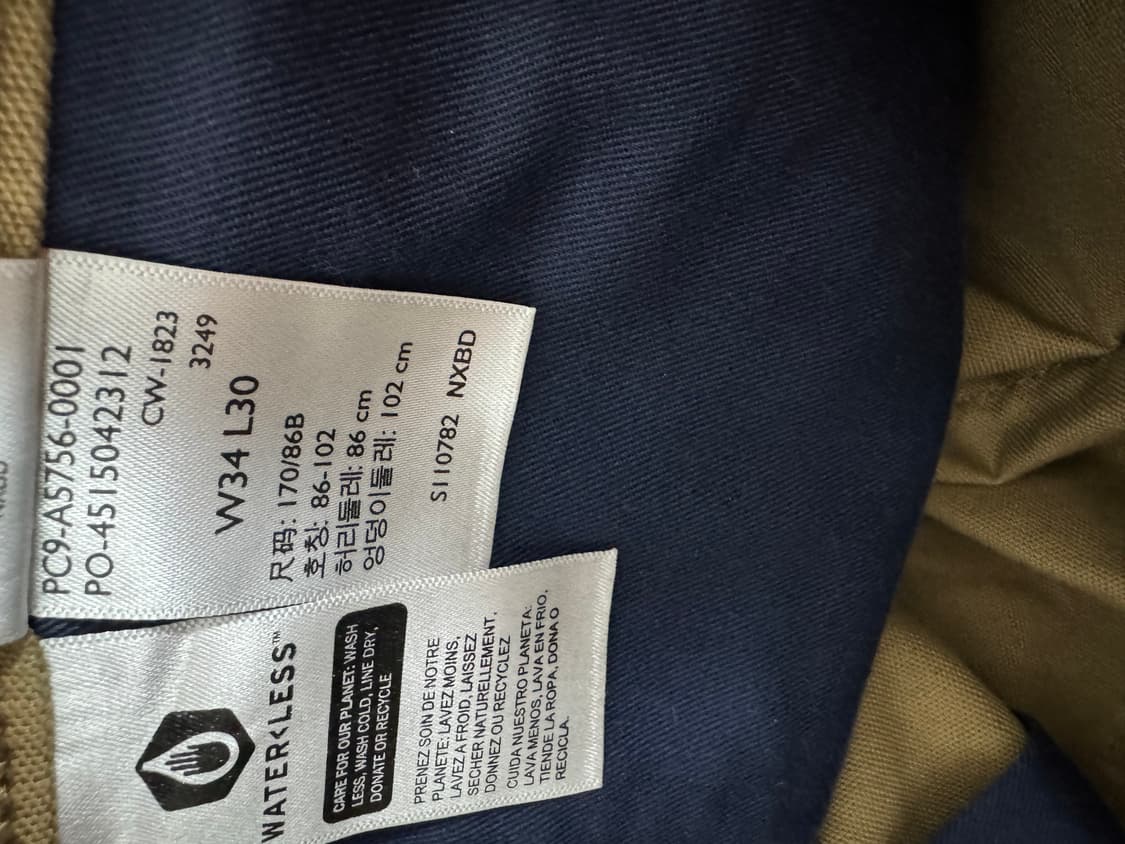 PC9-A5756-0001
PO-4515042312
CW-1823
3249
W34 L30
尺码: 170/86B
호칭: 86-102
허리둘레: 86 cm
엉덩이둘레: 102 cm
S110782 NXBD
WATER<LESS™
CARE FOR OUR PLANET: WASH
LESS, WASH COLD, LINE DRY,
DONATE OR RECYCLE
PRENEZ SOIN DE NOTRE
PLANÈTE: LAVEZ MOINS,
LAVEZ À FROID, LAISSEZ
SÉCHER NATURELLEMENT,
DONNEZ OU RECYCLEZ
CUIDA NUESTRO PLANETA:
LAVA MENOS, LAVA EN FRIO,
TIENDE LA ROPA, DONA O
RECICLA.